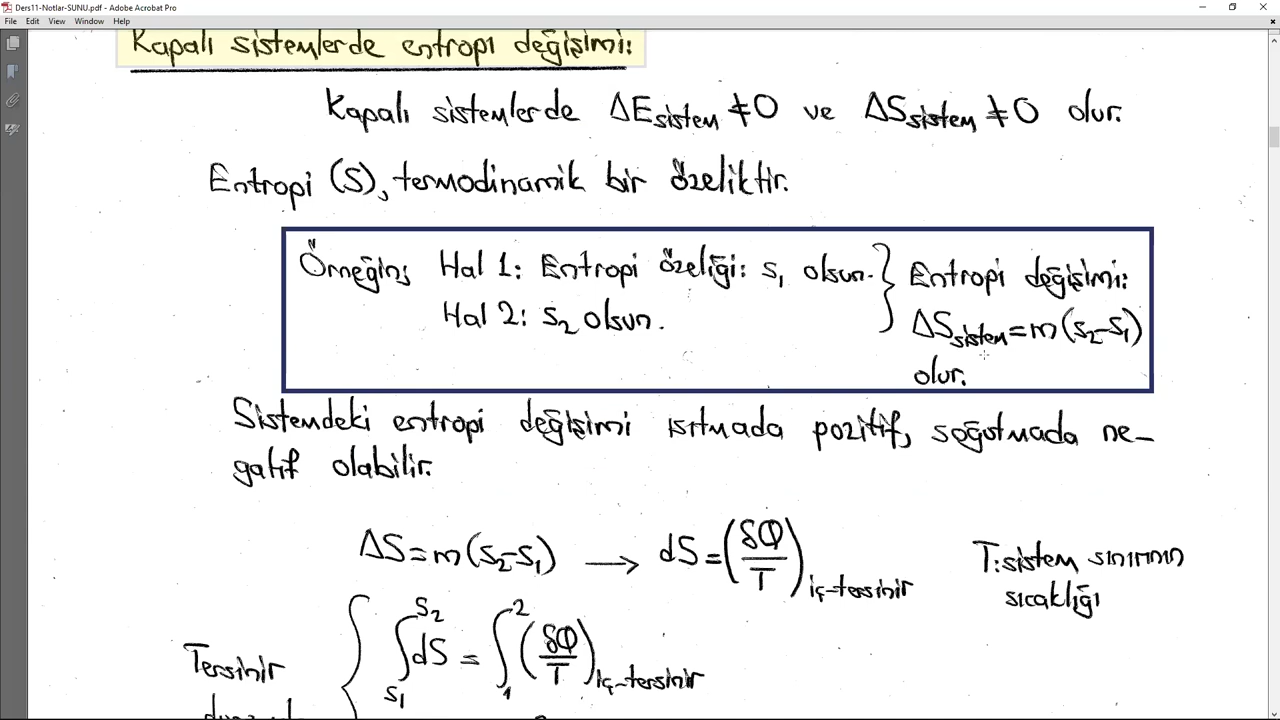 Ders11-Notlar-SUNU.pdf - Adobe Acrobat Pro
File Edit View Window Help
Kapalı sistemlerde entropi değişimi:
Kapalı sistemlerde ΔEsistem ≠ 0 ve ΔSsistem ≠ 0 olur.
Entropi (S), termodinamik bir özeliktir.
Örneğin; Hal 1: Entropi özeliği: s₁ olsun. } Entropi değişimi:
Hal 2: s₂ olsun. ΔSsistem = m(s₂-s₁)
olur.
Sistemdeki entropi değişimi ısıtmada pozitif, soğutmada ne-
gatif olabilir.
ΔS = m(s₂-s₁) → dS = (δQ/T)iç-tersinir T: sistem sınırının
sıcaklığı
Tersinir { ∫S₁^S₂ dS = ∫₁² (δQ/T)iç-tersinir